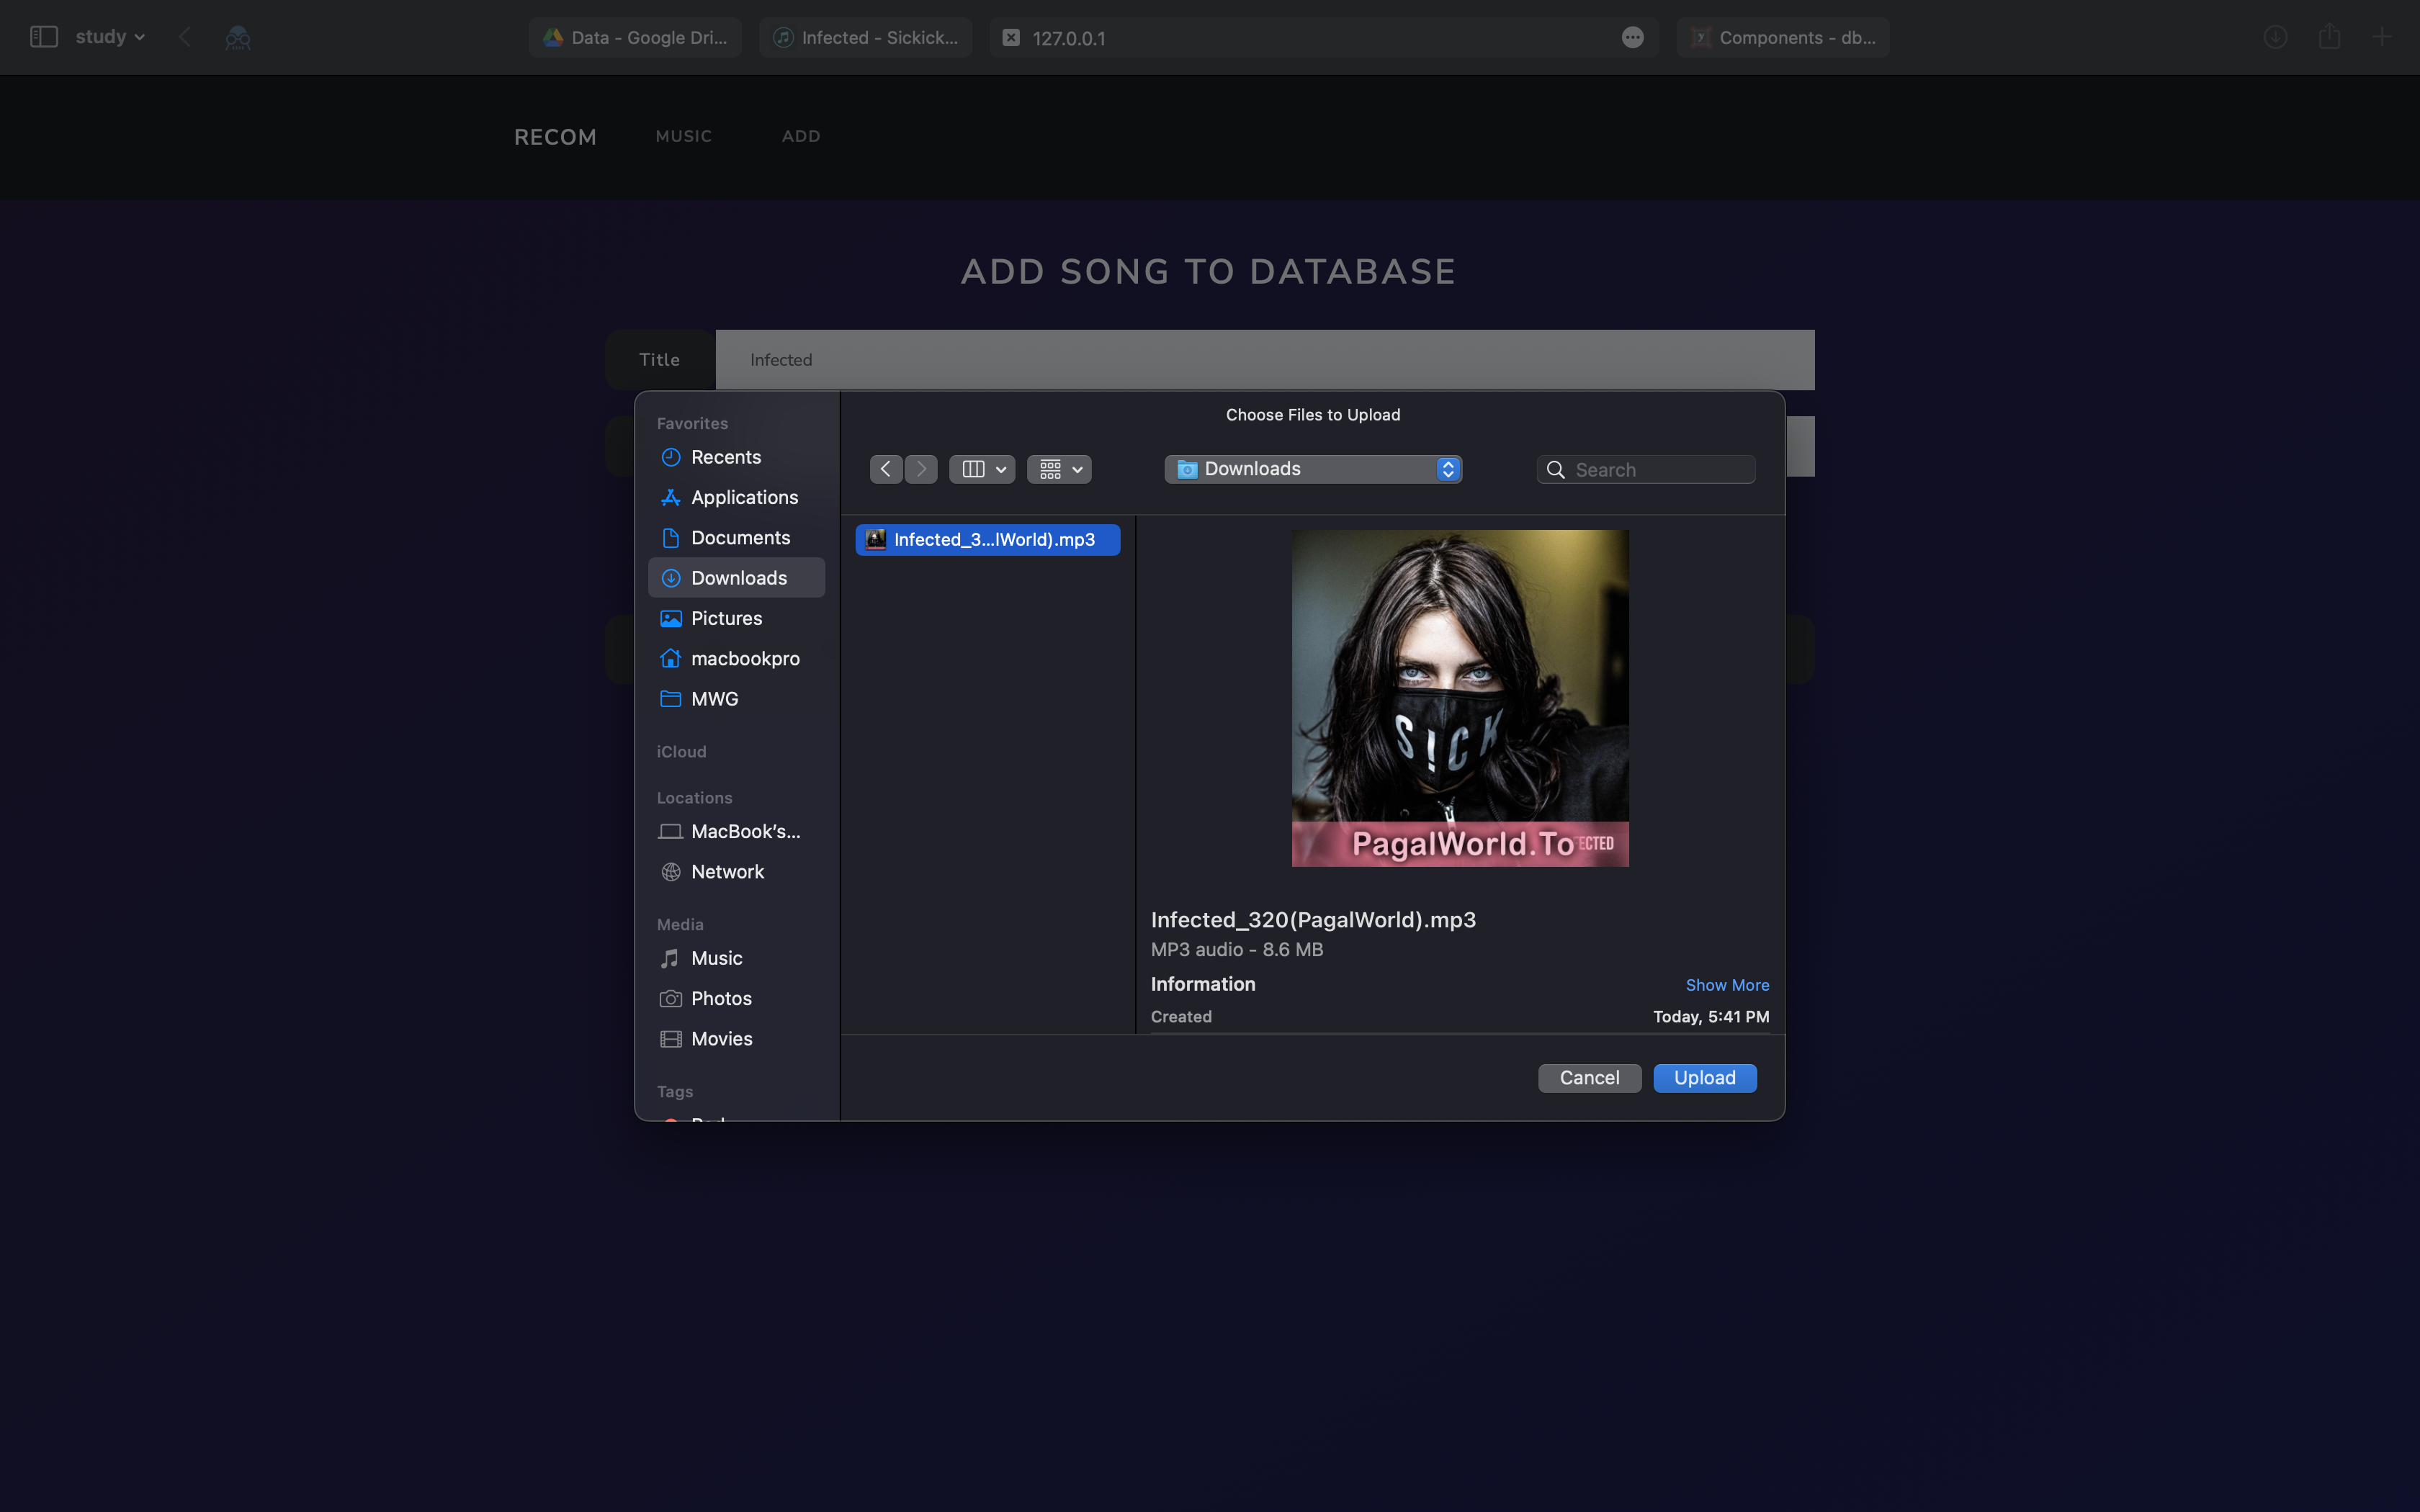 study
Data - Google Dri...
Infected - Sickick...
127.0.0.1
Components - db...
RECOM
MUSIC
ADD
ADD SONG TO DATABASE
Title
Infected
Choose Files to Upload
Favorites
Recents
Applications
Documents
Downloads
Pictures
macbookpro
MWG
iCloud
Locations
MacBook's...
Network
Media
Music
Photos
Movies
Tags
Downloads
Search
Infected_3...lWorld).mp3
S!CK
PagalWorld.To
ECTED
Infected_320(PagalWorld).mp3
MP3 audio - 8.6 MB
Information
Show More
Created
Today, 5:41 PM
Cancel
Upload